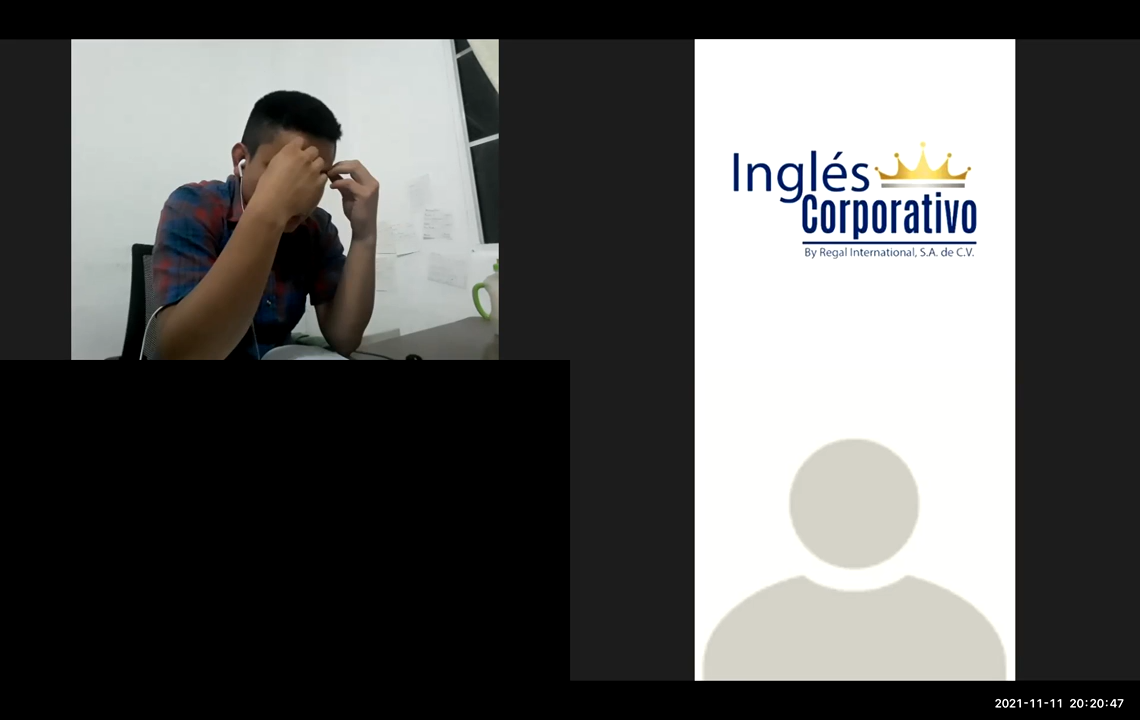 Inglés
Corporativo
By Regal International, S.A. de C.V.
2021-11-11 20:20:47